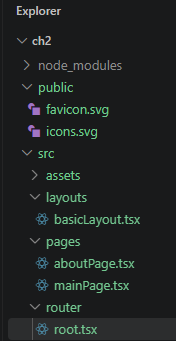 Explorer
ch2
node_modules
public
favicon.svg
icons.svg
src
assets
layouts
basicLayout.tsx
pages
aboutPage.tsx
mainPage.tsx
router
root.tsx